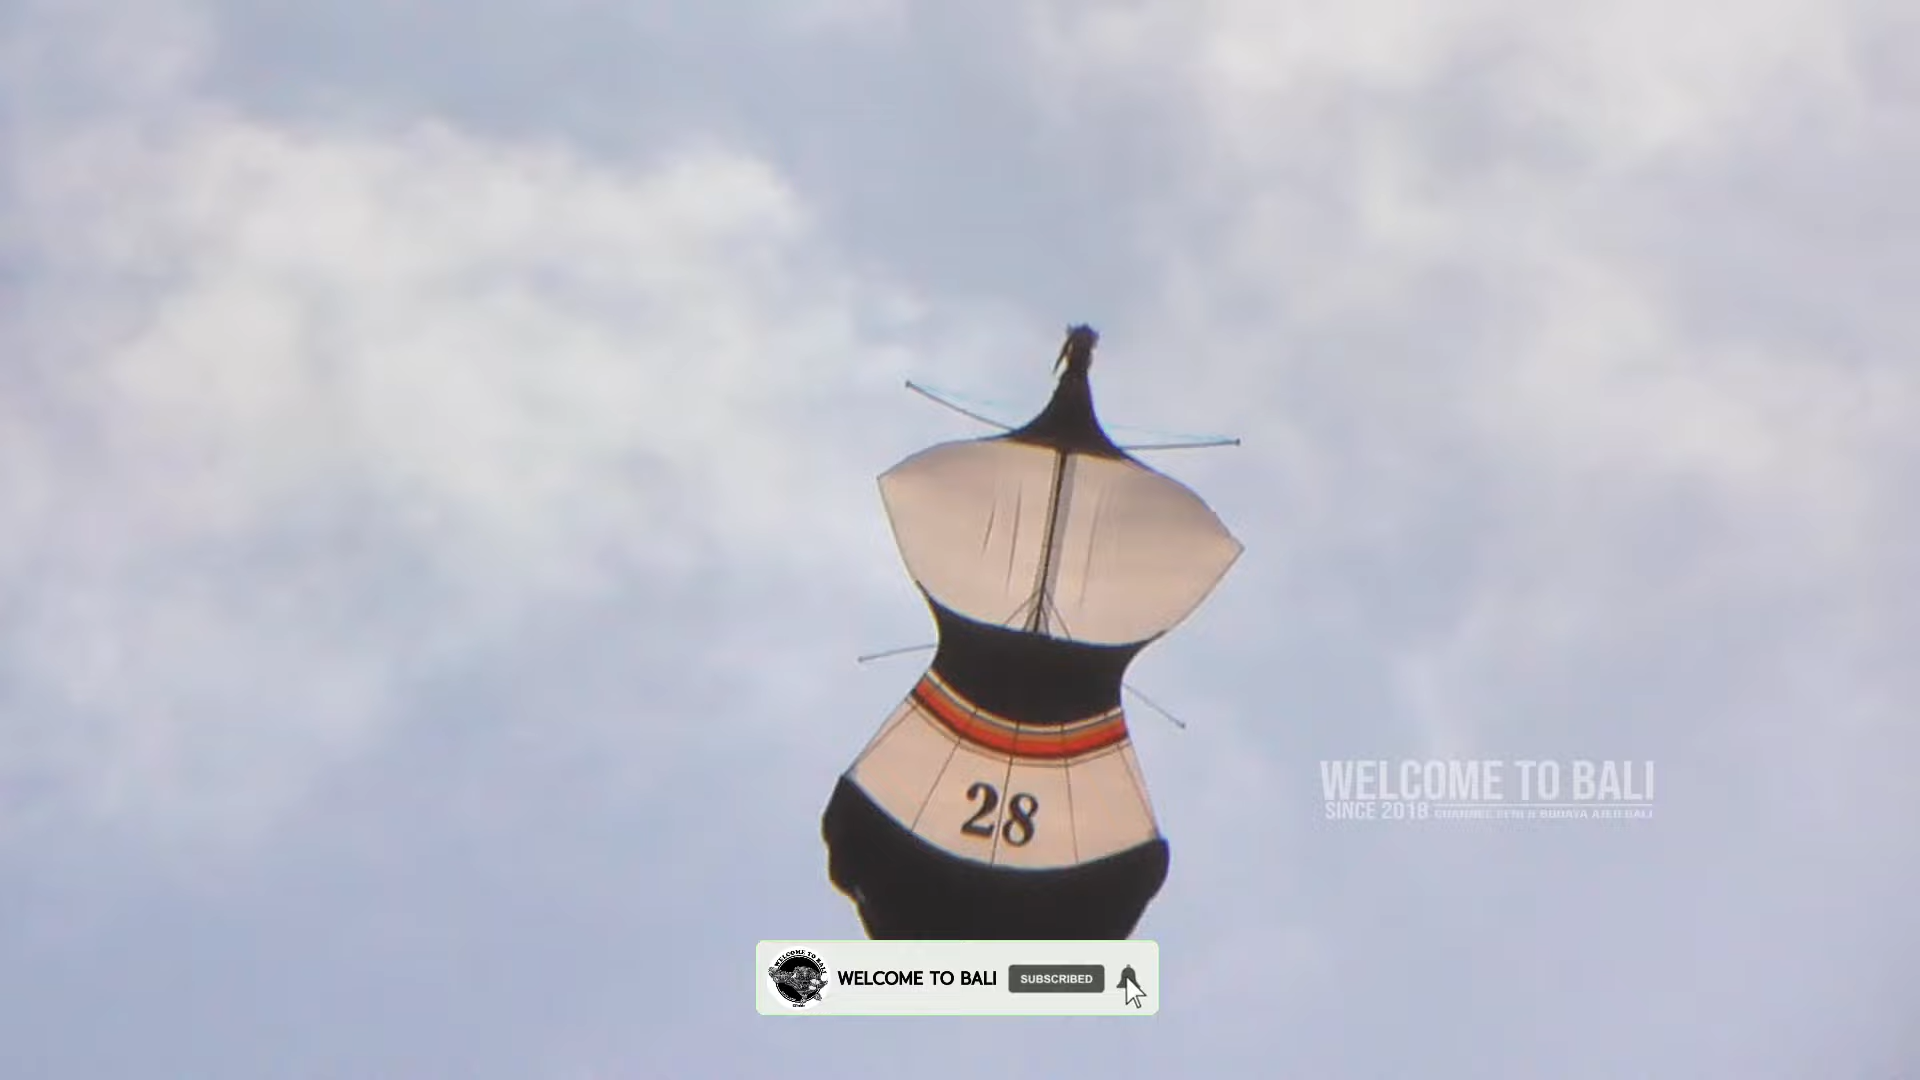 28
WELCOME TO BALI
SINCE 2018
WELCOME TO BALI
SUBSCRIBED